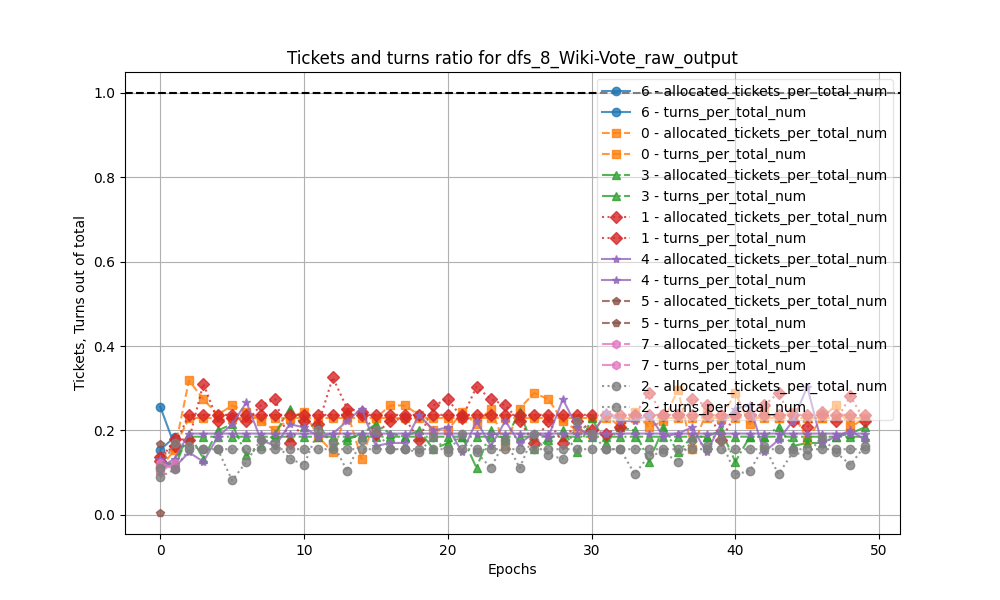 Tickets and turns ratio for dfs_8_Wiki-Vote_raw_output
Tickets, Turns out of total
1.0
0.8
0.6
0.4
0.2
0.0
6 - allocated_tickets_per_total_num
6 - turns_per_total_num
0 - allocated_tickets_per_total_num
0 - turns_per_total_num
3 - allocated_tickets_per_total_num
3 - turns_per_total_num
1 - allocated_tickets_per_total_num
1 - turns_per_total_num
4 - allocated_tickets_per_total_num
4 - turns_per_total_num
5 - allocated_tickets_per_total_num
5 - turns_per_total_num
7 - allocated_tickets_per_total_num
7 - turns_per_total_num
2 - allocated_tickets_per_total_num
2 - turns_per_total_num
0 10 20 30 40 50
Epochs